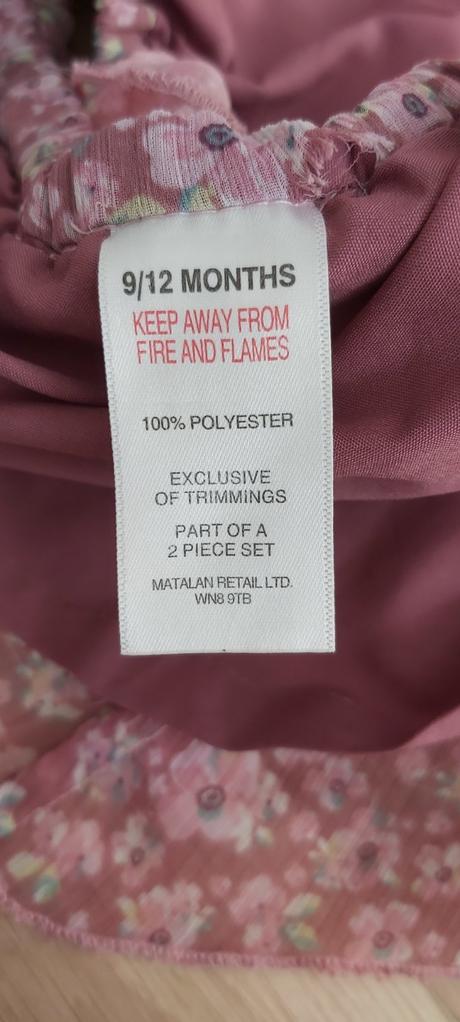 9/12 MONTHS
KEEP AWAY FROM
FIRE AND FLAMES
100% POLYESTER
EXCLUSIVE
OF TRIMMINGS
PART OF A
2 PIECE SET
MATALAN RETAIL LTD.
WN8 9TB